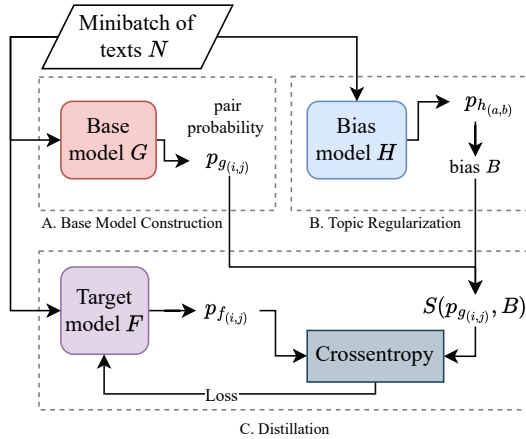 Minibatch of
texts N
Base
model G
pair
probability
p_{g_{(i,j)}}
A. Base Model Construction
Bias
model H
p_{h_{(a,b)}}
bias B
B. Topic Regularization
Target
model F
p_{f_{(i,j)}}
S(p_{g_{(i,j)}}, B)
Crossentropy
Loss
C. Distillation